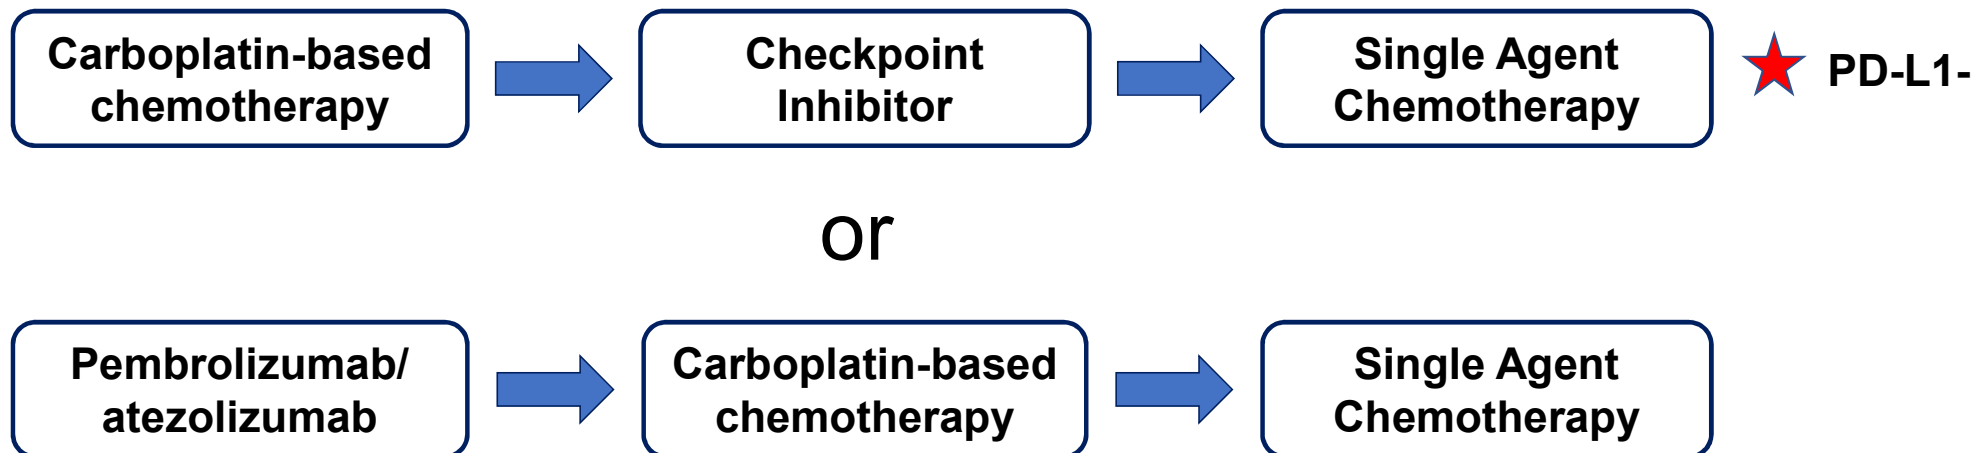 Carboplatin-based
chemotherapy
Checkpoint
Inhibitor
Single Agent
Chemotherapy
PD-L1-
or
Pembrolizumab/
atezolizumab
Carboplatin-based
chemotherapy
Single Agent
Chemotherapy